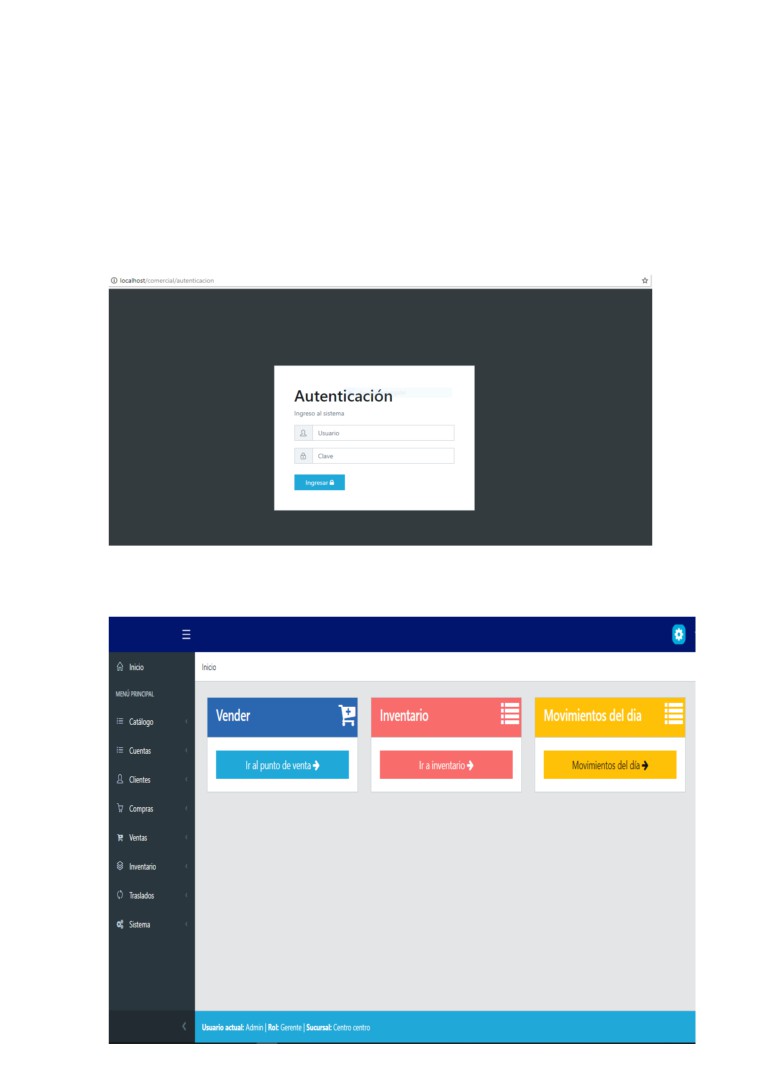 localhost/comercial/autenticacion
Autenticación
Ingreso al sistema
Usuario
Clave
Ingresar
Inicio
Inicio
MENÚ PRINCIPAL
Catálogo
Cuentas
Clientes
Compras
Ventas
Inventario
Traslados
Sistema
Vender
Ir al punto de venta
Inventario
Ir a inventario
Movimientos del dia
Movimientos del día
Usuario actual: Admin | Rol: Gerente | Sucursal: Centro centro